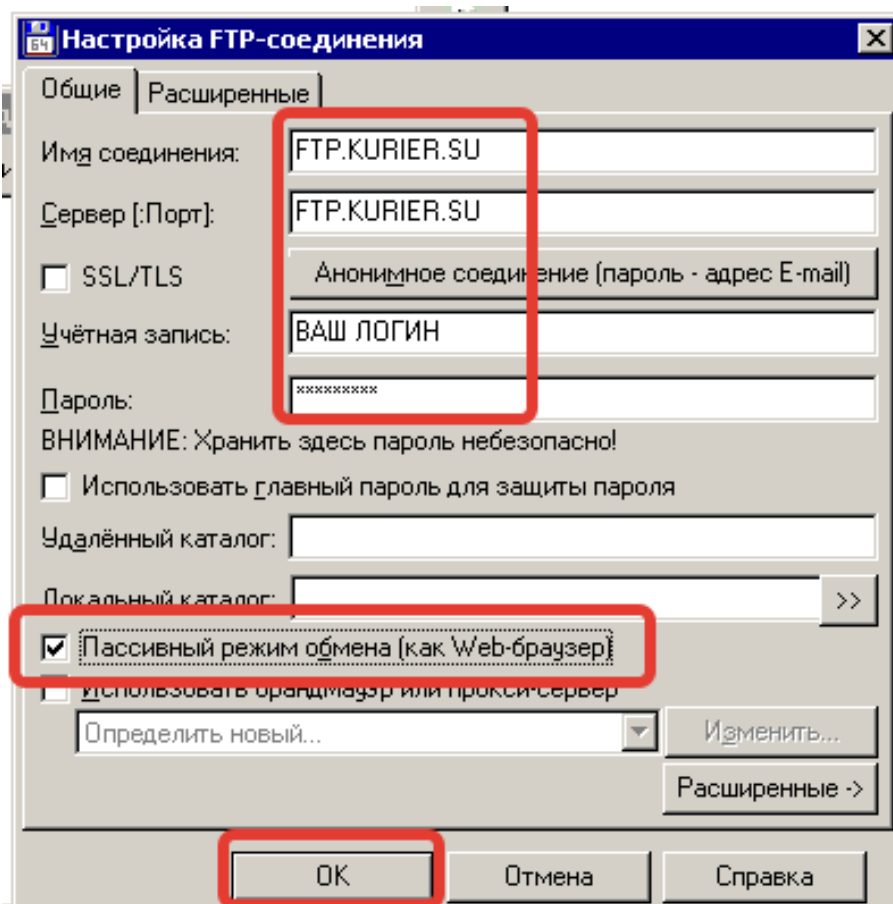 64 Настройка FTP-соединения
Общие Расширенные
Имя соединения: FTP.KURIER.SU
Сервер [:Порт]: FTP.KURIER.SU
SSL/TLS Анонимное соединение (пароль - адрес E-mail)
Учётная запись: ВАШ ЛОГИН
Пароль: *********
ВНИМАНИЕ: Хранить здесь пароль небезопасно!
Использовать главный пароль для защиты пароля
Удалённый каталог:
Локальный каталог: >>
Пассивный режим обмена (как Web-браузер)
Использовать брандмауэр или прокси-сервер
Определить новый... Изменить...
Расширенные ->
OK Отмена Справка